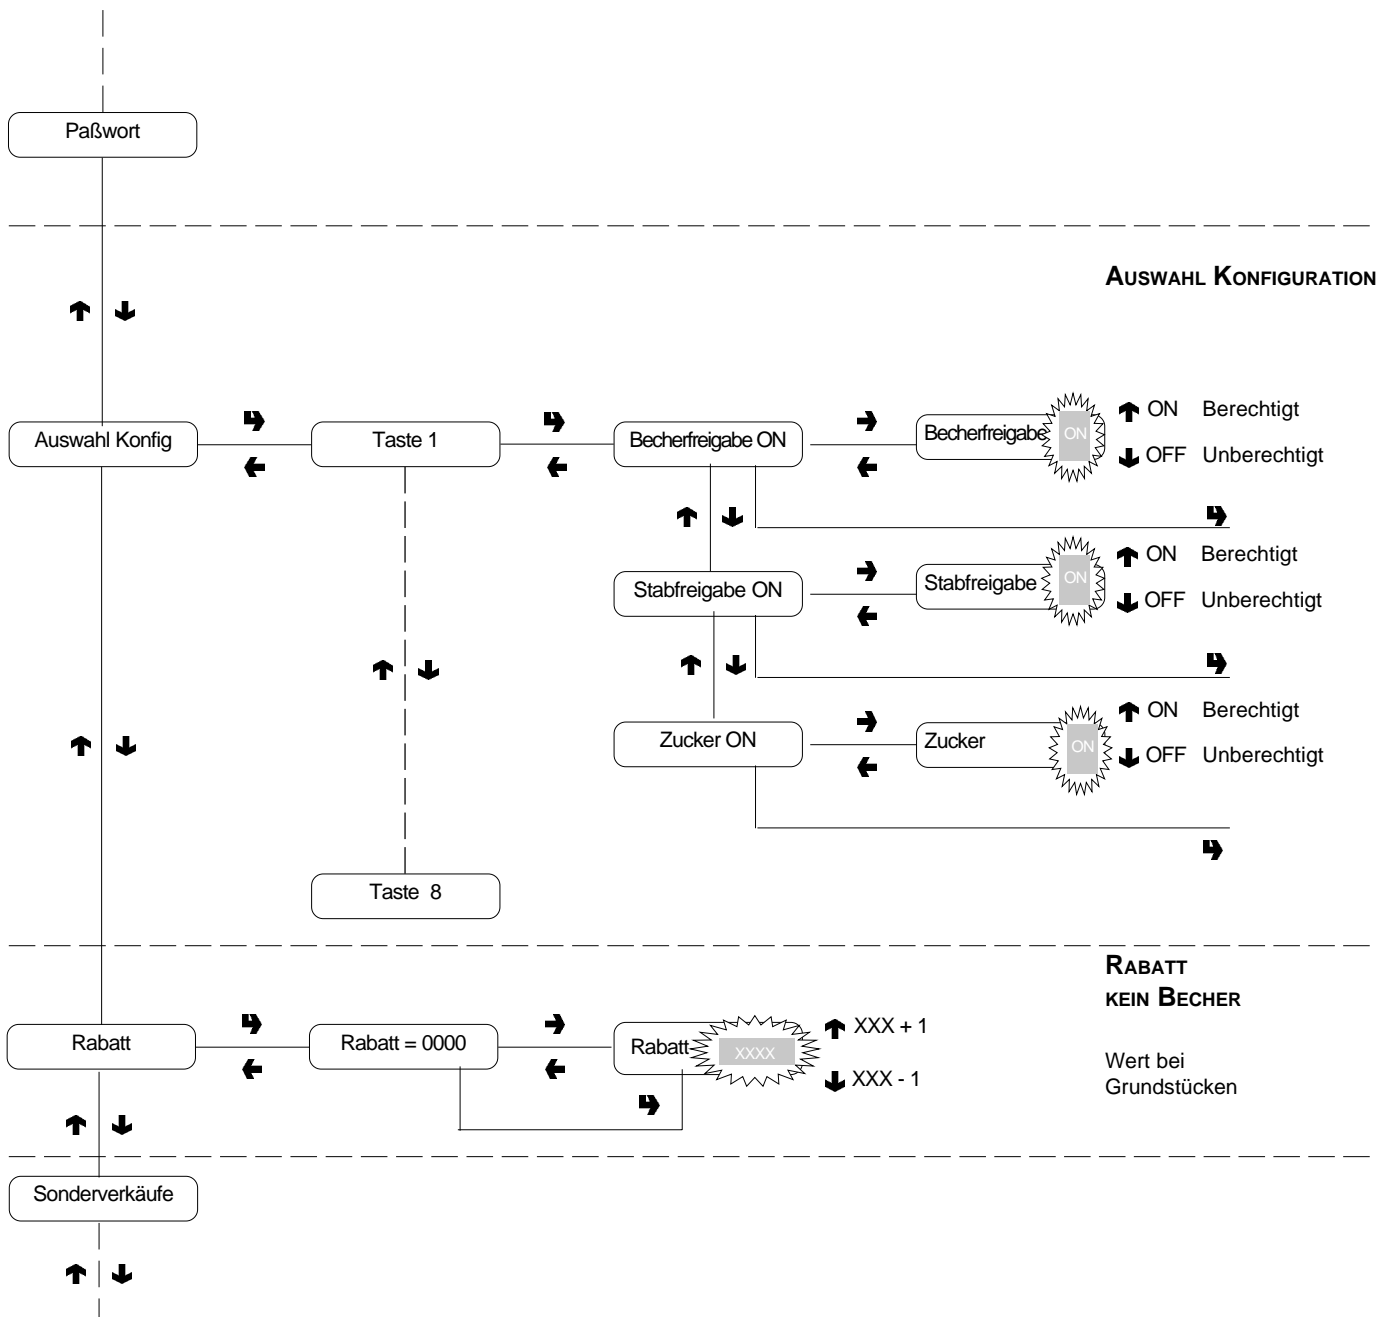 Paßwort
AUSWAHL KONFIGURATION
Auswahl Konfig
Taste 1
Becherfreigabe ON
Becherfreigabe ON
ON Berechtigt
OFF Unberechtigt
Stabfreigabe ON
Stabfreigabe ON
ON Berechtigt
OFF Unberechtigt
Zucker ON
Zucker ON
ON Berechtigt
OFF Unberechtigt
Taste 8
RABATT
KEIN BECHER
Rabatt
Rabatt = 0000
Rabatt XXXX
XXX + 1
XXX - 1
Wert bei
Grundstücken
Sonderverkäufe